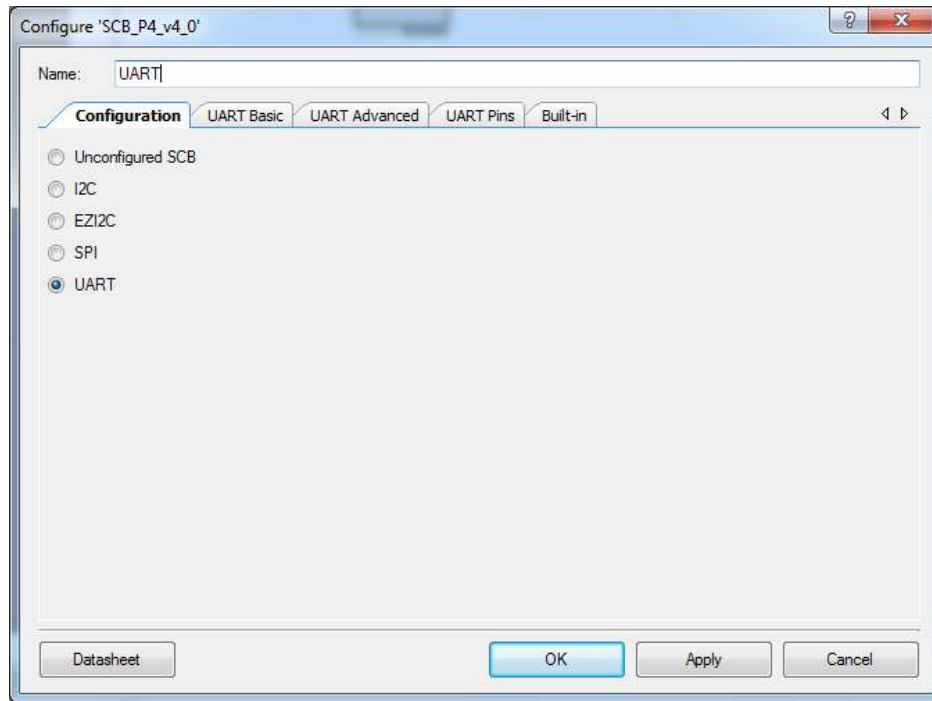 Configure 'SCB_P4_v4_0'
Name: UART
Configuration UART Basic UART Advanced UART Pins Built-in
Unconfigured SCB
I2C
EZI2C
SPI
UART
Datasheet OK Apply Cancel